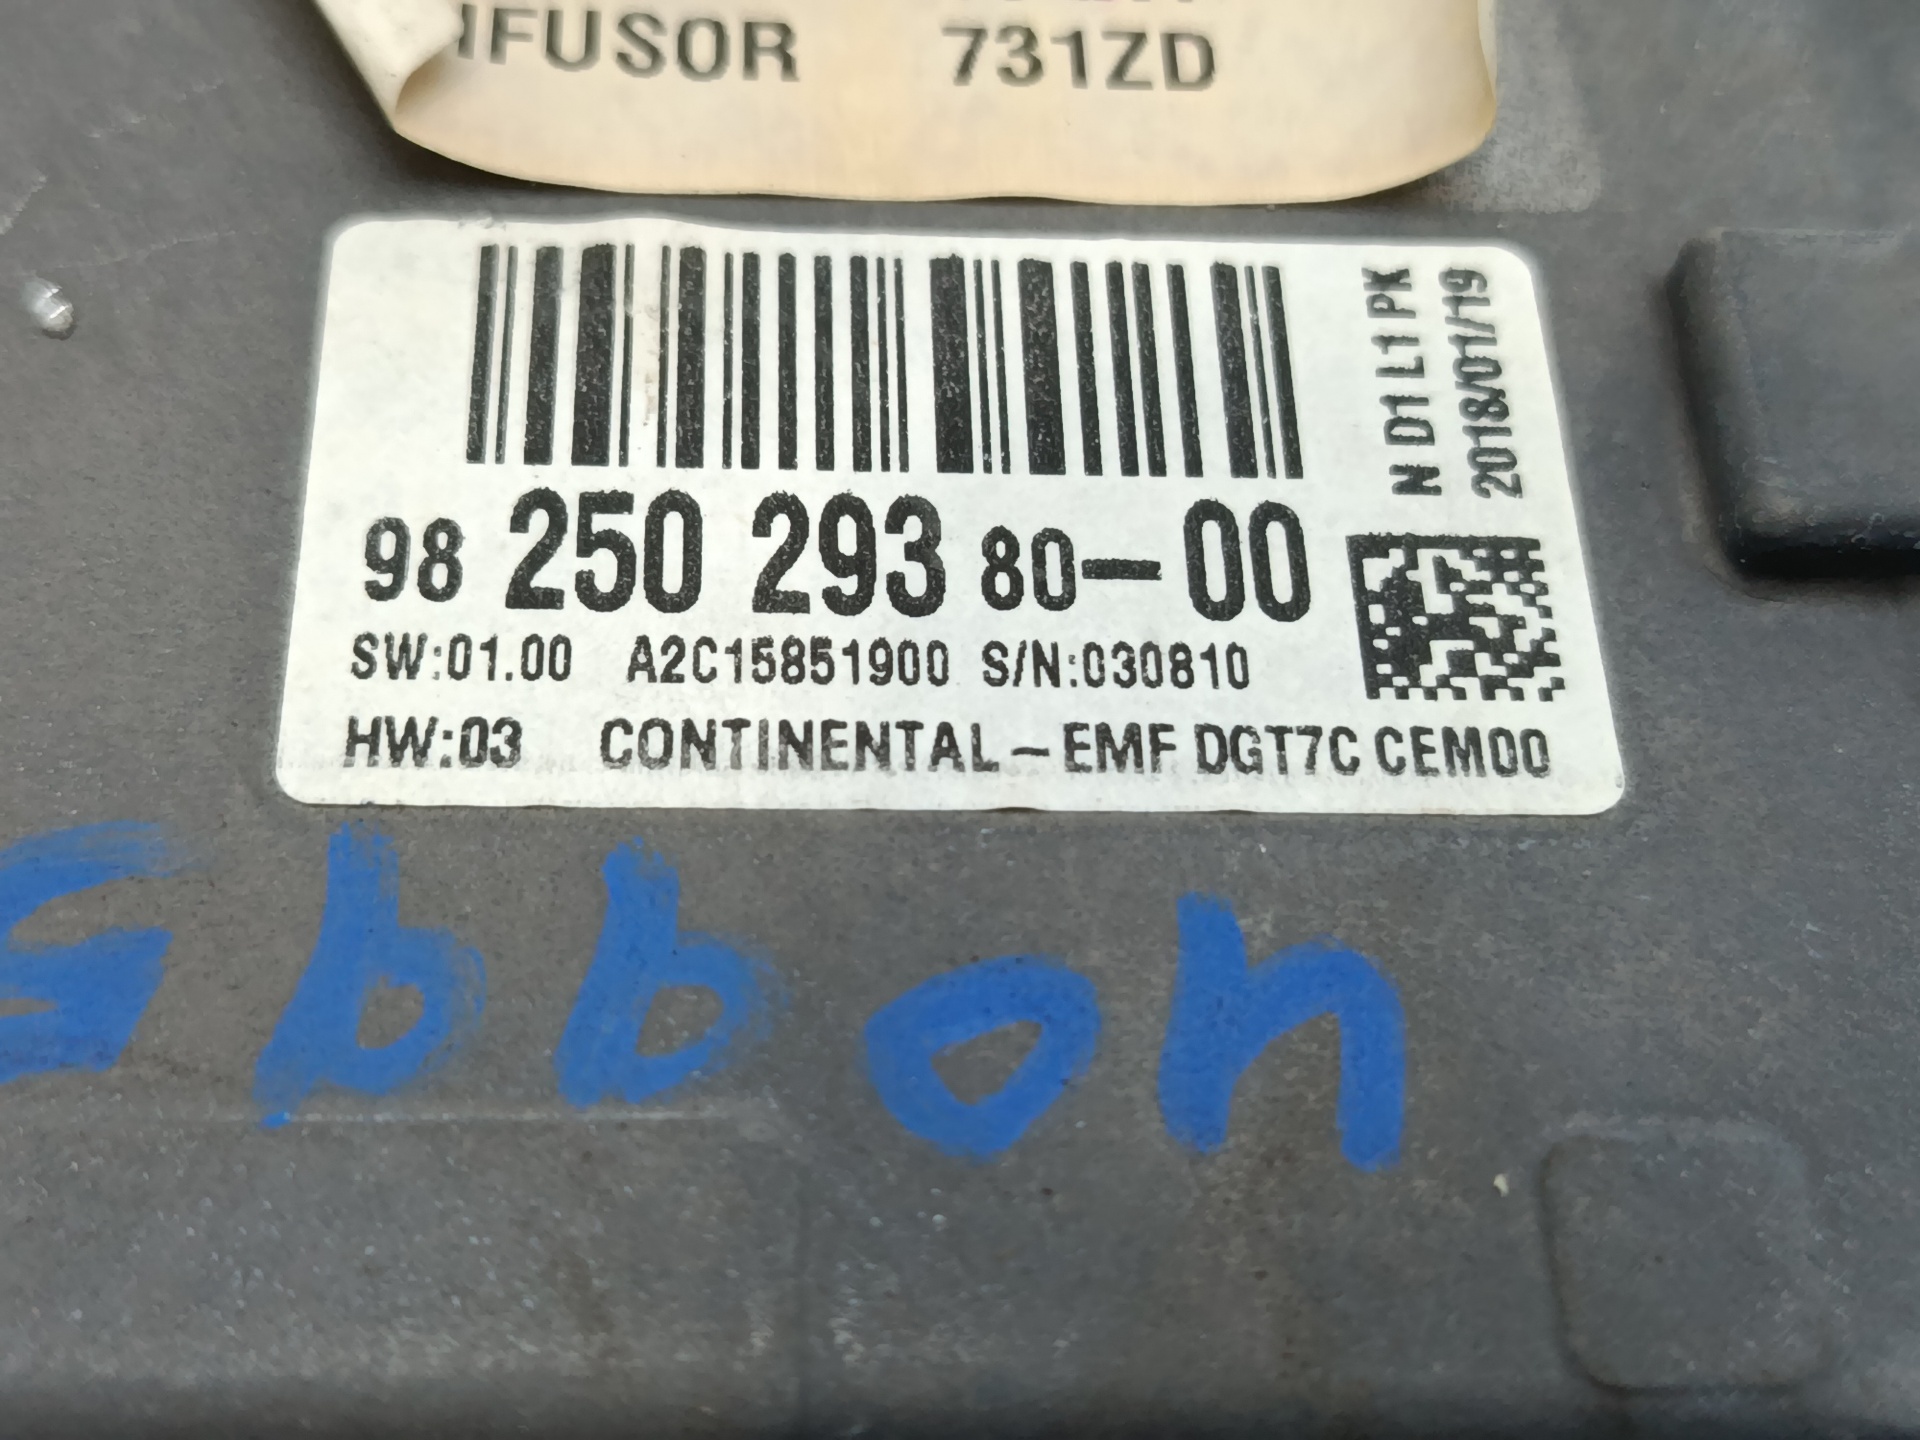 IFUSOR 731ZD
N D1 L1 PK
2018/01/19
98 250 293 80-00
SW:01.00 A2C15851900 S/N:030810
HW:03 CONTINENTAL-EMF DGT7C CEM00